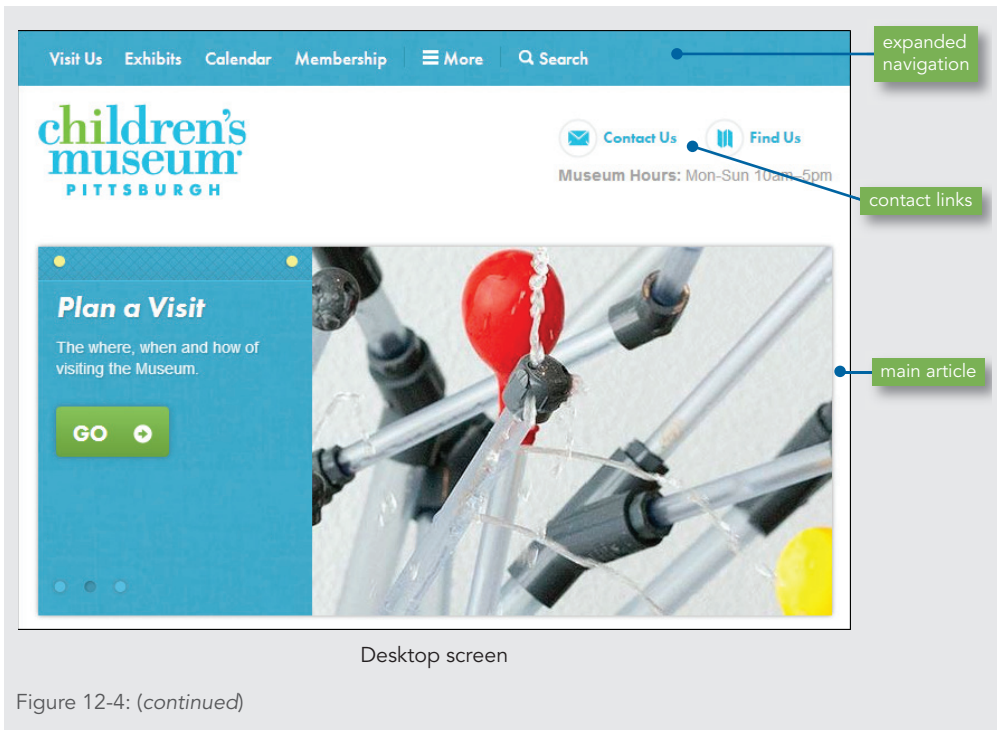 Visit Us Exhibits Calendar Membership More Search
expanded
navigation
children's
museum
PITTSBURGH
Contact Us Find Us
Museum Hours: Mon-Sun 10am-5pm
contact links
Plan a Visit
The where, when and how of
visiting the Museum.
GO
main article
Desktop screen
Figure 12-4: (continued)